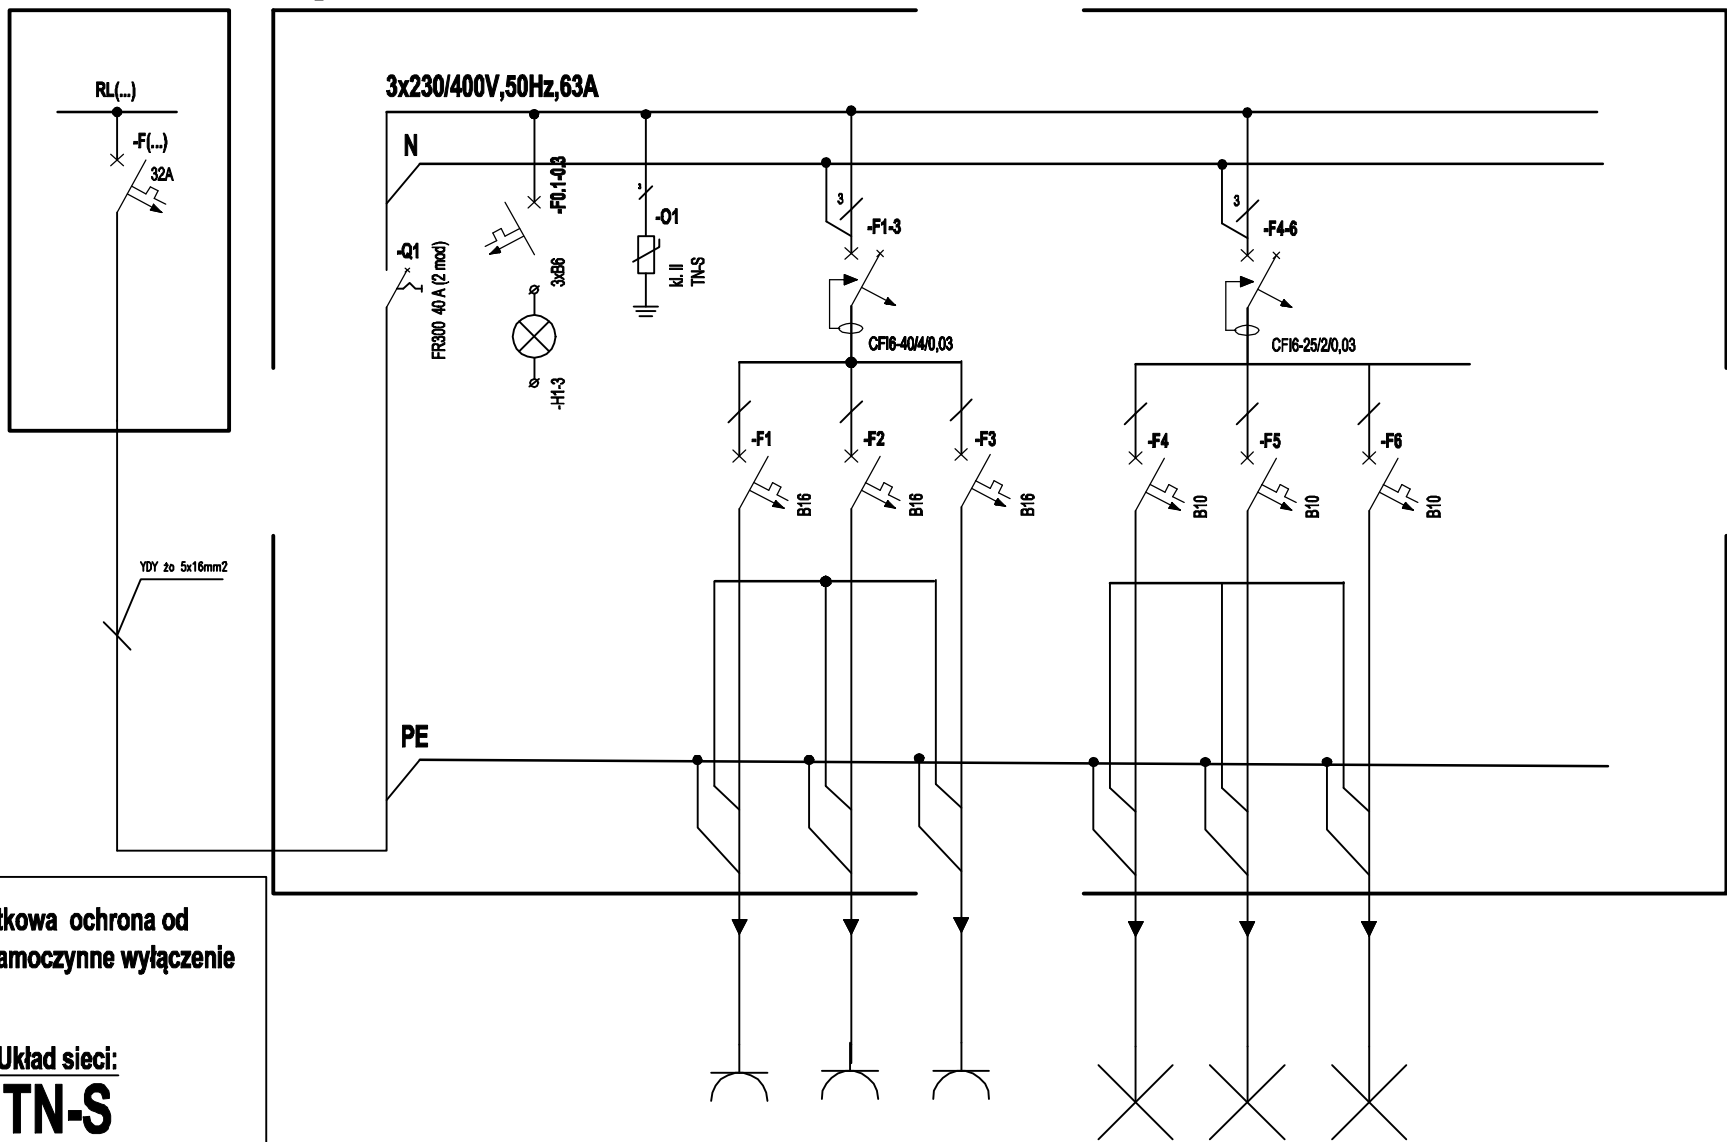 RL(...)
-F(...)
32A
YDY żo 5x16mm2
3x230/400V,50Hz,63A
N
-Q1
FR300 40 A (2 mod)
-F0.1-0.3
3xB6
-H1-3
3
-O1
kl. II
TN-S
3
-F1-3
CFI6-40/4/0,03
3
-F4-6
CFI6-25/2/0,03
-F1
B16
-F2
B16
-F3
B16
-F4
B10
-F5
B10
-F6
B10
PE
tkowa ochrona od
amoczynne wyłączenie
Układ sieci:
TN-S